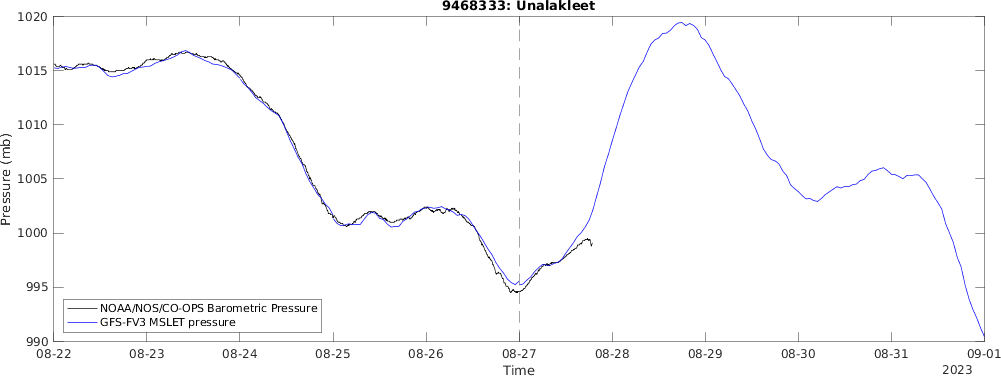 9468333: Unalakleet
1020
1015
1010
1005
1000
995
990
Pressure (mb)
NOAA/NOS/CO-OPS Barometric Pressure
GFS-FV3 MSLET pressure
08-22 08-23 08-24 08-25 08-26 08-27 08-28 08-29 08-30 08-31 09-01
Time
2023